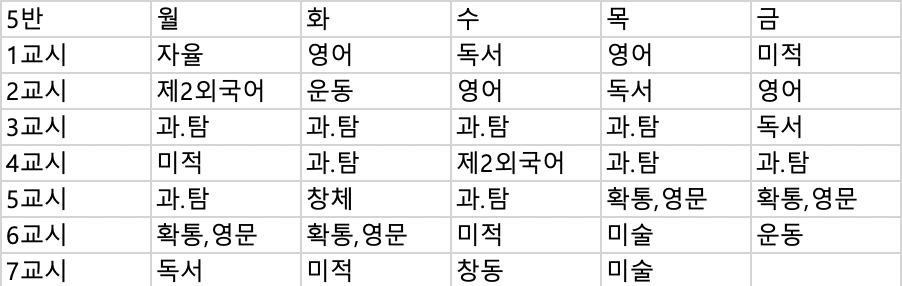 5반 월 화 수 목 금
1교시 자율 영어 독서 영어 미적
2교시 제2외국어 운동 영어 독서 영어
3교시 과.탐 과.탐 과.탐 과.탐 독서
4교시 미적 과.탐 제2외국어 과.탐 과.탐
5교시 과.탐 창체 과.탐 확통,영문 확통,영문
6교시 확통,영문 확통,영문 미적 미술 운동
7교시 독서 미적 창동 미술